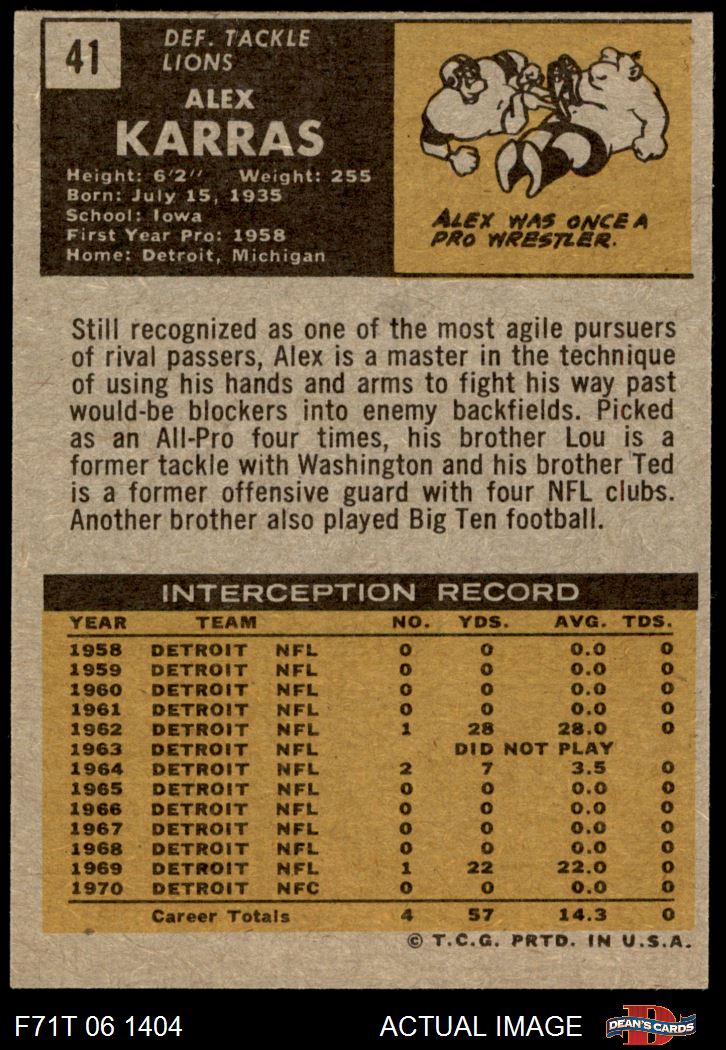 41
DEF. TACKLE
LIONS
ALEX
KARRAS
Height: 6'2" Weight: 255
Born: July 15, 1935
School: Iowa
First Year Pro: 1958
Home: Detroit, Michigan
ALEX WAS ONCE A
PRO WRESTLER.
Still recognized as one of the most agile pursuers
of rival passers, Alex is a master in the technique
of using his hands and arms to fight his way past
would-be blockers into enemy backfields. Picked
as an All-Pro four times, his brother Lou is a
former tackle with Washington and his brother Ted
is a former offensive guard with four NFL clubs.
Another brother also played Big Ten football.
INTERCEPTION RECORD
YEAR TEAM NO. YDS. AVG. TDS.
1958 DETROIT NFL 0 0 0.0 0
1959 DETROIT NFL 0 0 0.0 0
1960 DETROIT NFL 0 0 0.0 0
1961 DETROIT NFL 0 0 0.0 0
1962 DETROIT NFL 1 28 28.0 0
1963 DETROIT NFL DID NOT PLAY
1964 DETROIT NFL 2 7 3.5 0
1965 DETROIT NFL 0 0 0.0 0
1966 DETROIT NFL 0 0 0.0 0
1967 DETROIT NFL 0 0 0.0 0
1968 DETROIT NFL 0 0 0.0 0
1969 DETROIT NFL 1 22 22.0 0
1970 DETROIT NFC 0 0 0.0 0
Career Totals 4 57 14.3 0
© T.C.G. PRTD. IN U.S.A.
F71T 06 1404 ACTUAL IMAGE D DEAN'S CARDS